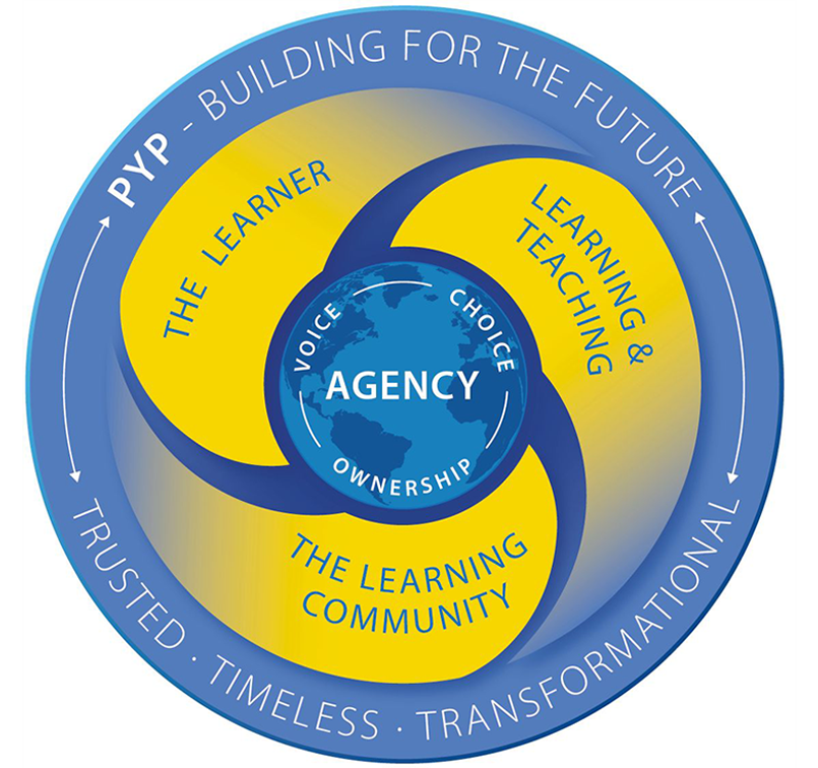 PYP - BUILDING FOR THE FUTURE
THE LEARNER
LEARNING &
TEACHING
VOICE
CHOICE
AGENCY
OWNERSHIP
THE LEARNING
COMMUNITY
TRUSTED · TIMELESS · TRANSFORMATIONAL